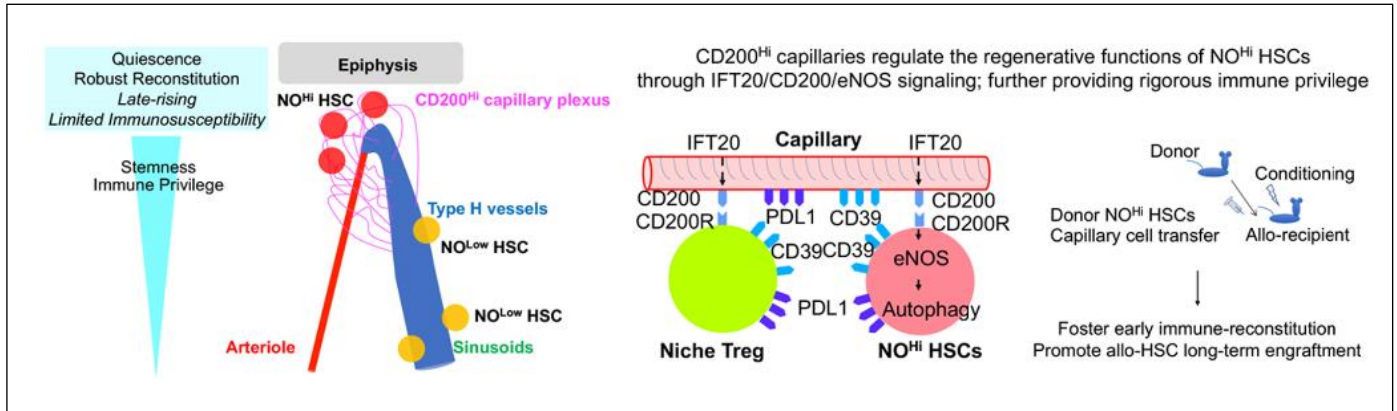 Quiescence
Robust Reconstitution
Late-rising
Limited Immunosusceptibility
Stemness
Immune Privilege
Epiphysis
NOHi HSC
CD200Hi capillary plexus
Type H vessels
NOLow HSC
NOLow HSC
Arteriole
Sinusoids
CD200Hi capillaries regulate the regenerative functions of NOHi HSCs
through IFT20/CD200/eNOS signaling; further providing rigorous immune privilege
IFT20
Capillary
IFT20
CD200
CD200R
PDL1
CD39
CD200
CD200R
CD39
CD39
eNOS
Autophagy
PDL1
Niche Treg
NOHi HSCs
Donor
Conditioning
Donor NOHi HSCs
Capillary cell transfer
Allo-recipient
Foster early immune-reconstitution
Promote allo-HSC long-term engraftment